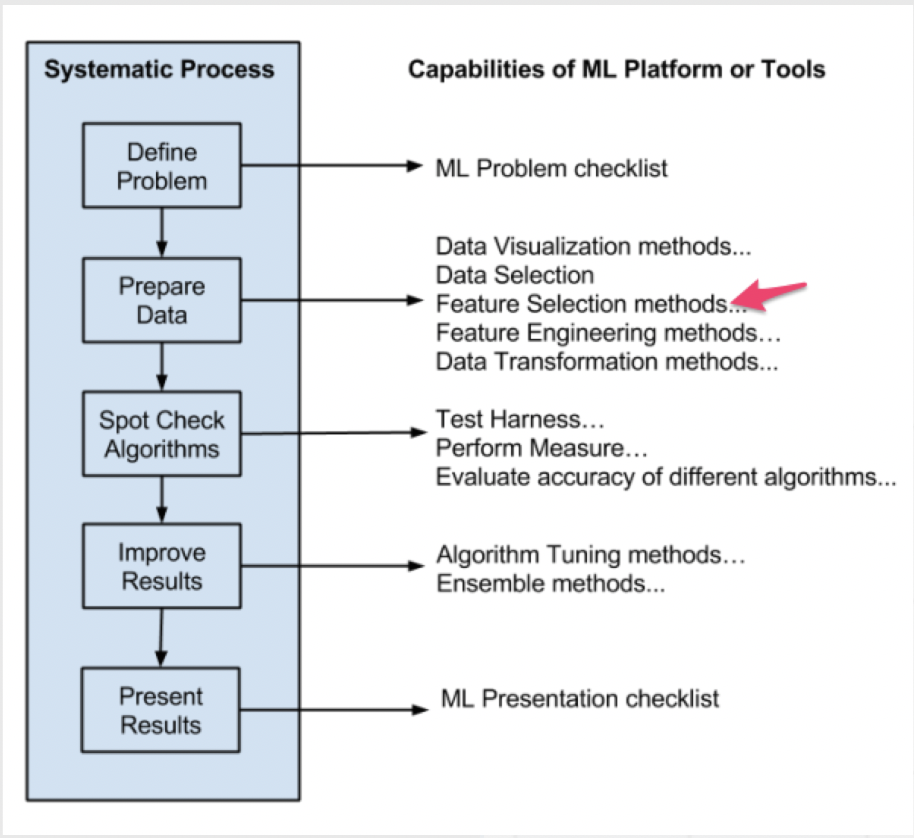 Systematic Process
Capabilities of ML Platform or Tools
Define
Problem
ML Problem checklist
Prepare
Data
Data Visualization methods...
Data Selection
Feature Selection methods...
Feature Engineering methods…
Data Transformation methods...
Spot Check
Algorithms
Test Harness…
Perform Measure…
Evaluate accuracy of different algorithms...
Improve
Results
Algorithm Tuning methods…
Ensemble methods...
Present
Results
ML Presentation checklist